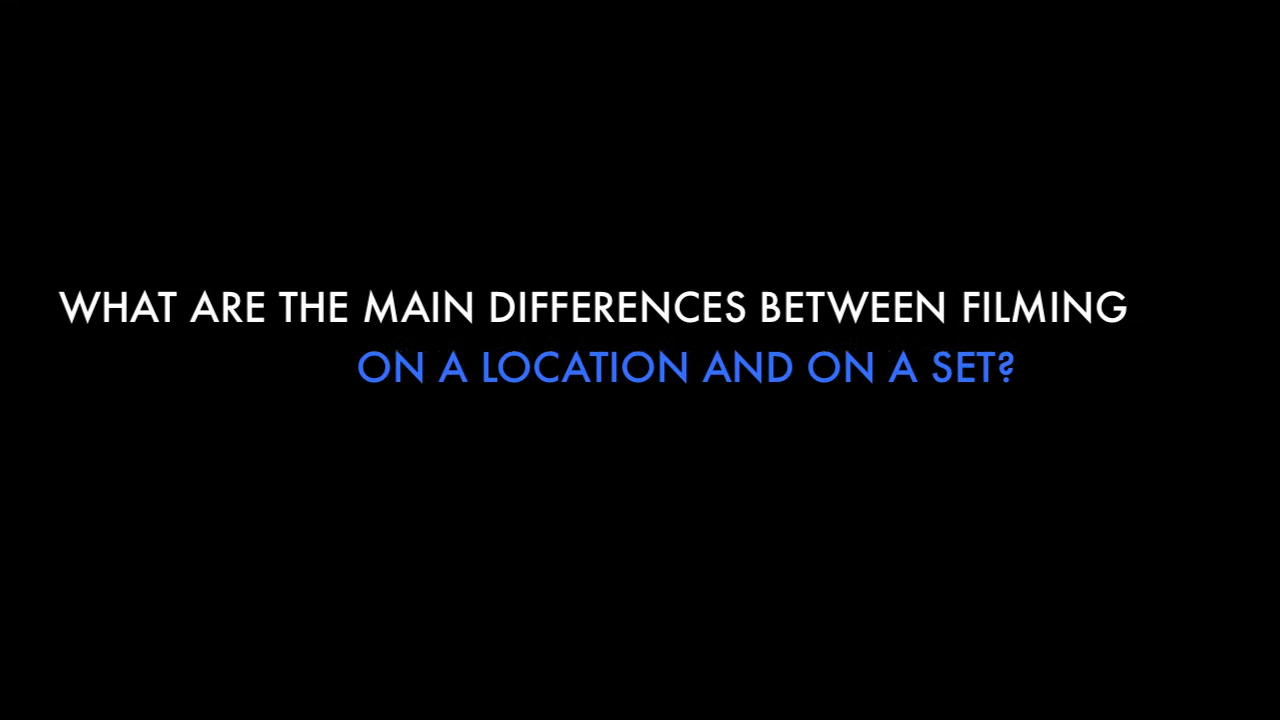 WHAT ARE THE MAIN DIFFERENCES BETWEEN FILMING
ON A LOCATION AND ON A SET?